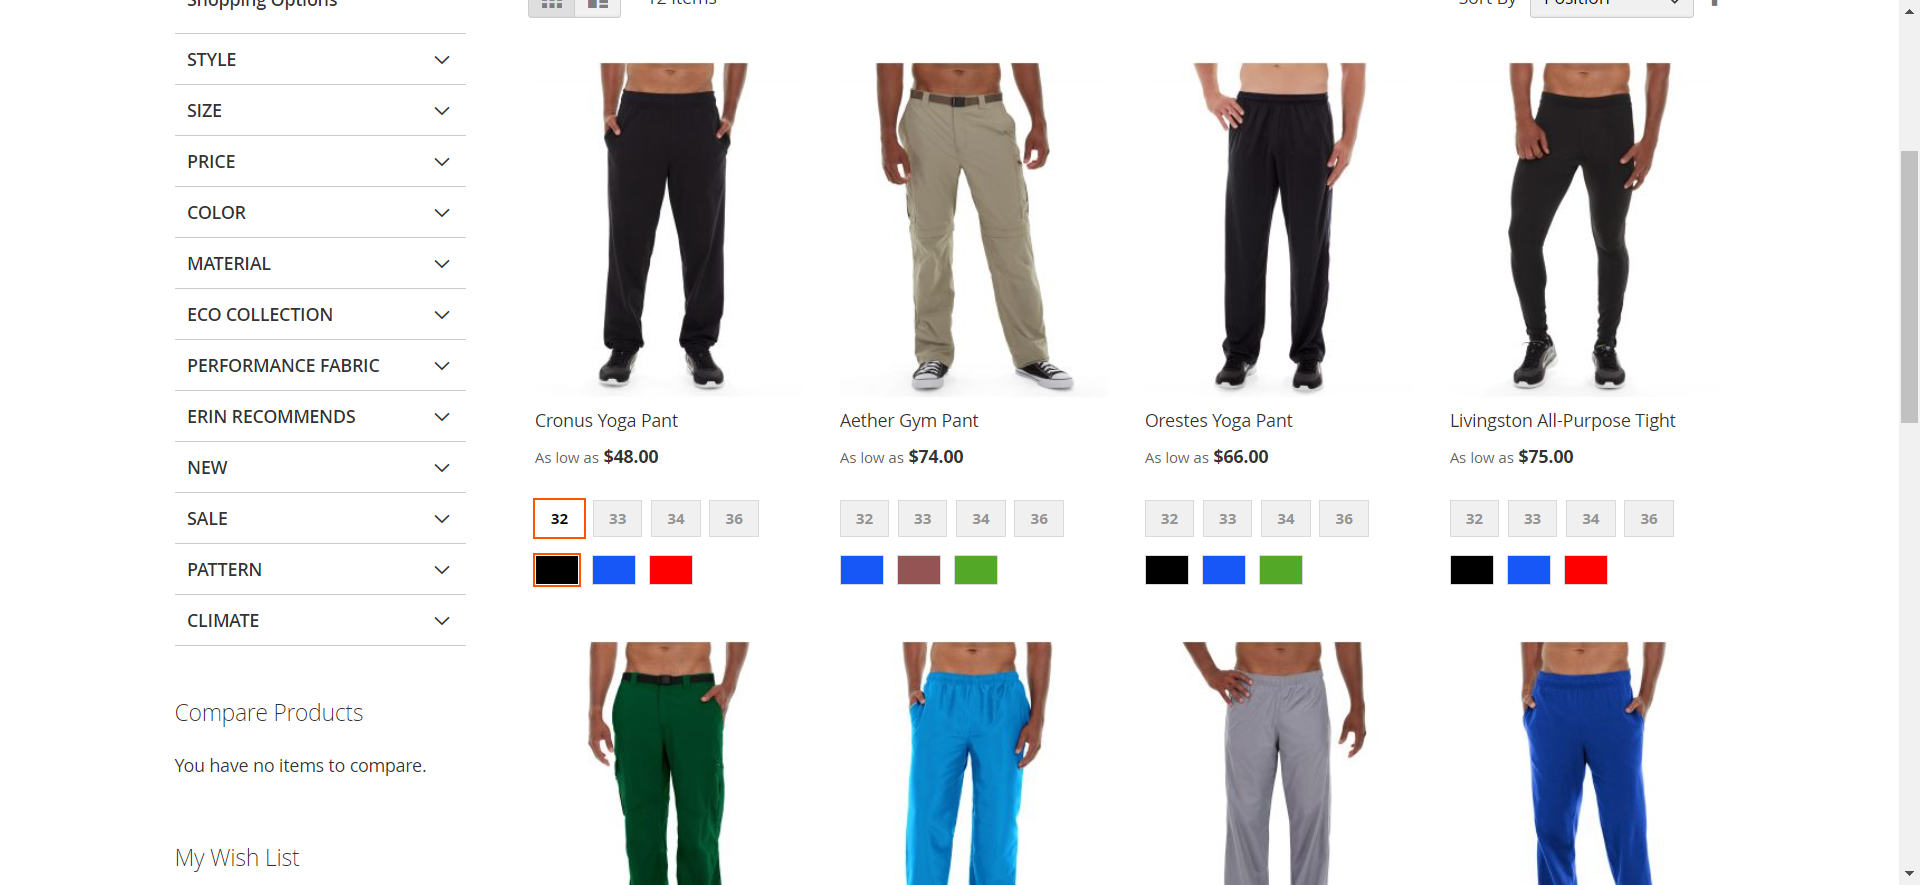 Shopping Options
12 Items
Sort By
Position
STYLE
SIZE
PRICE
COLOR
MATERIAL
ECO COLLECTION
PERFORMANCE FABRIC
ERIN RECOMMENDS
NEW
SALE
PATTERN
CLIMATE
Compare Products
You have no items to compare.
My Wish List
Cronus Yoga Pant
As low as $48.00
32 33 34 36
Aether Gym Pant
As low as $74.00
32 33 34 36
Orestes Yoga Pant
As low as $66.00
32 33 34 36
Livingston All-Purpose Tight
As low as $75.00
32 33 34 36